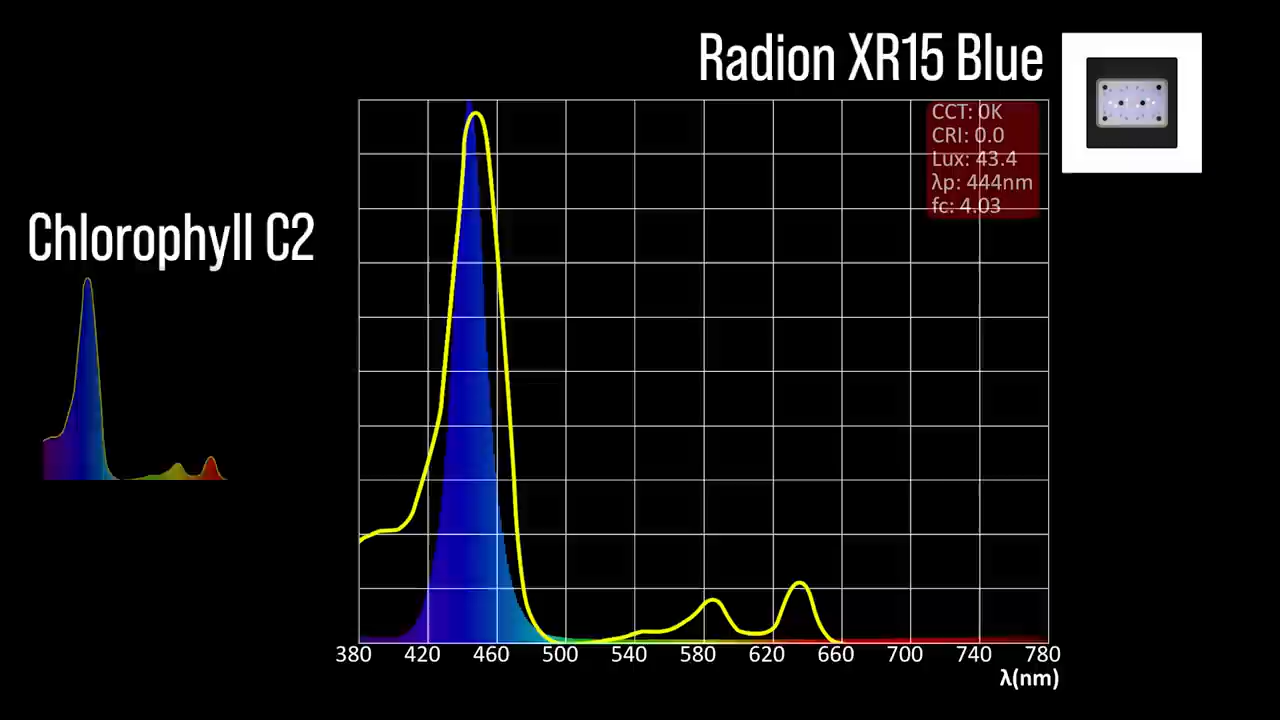 Radion XR15 Blue
CCT: 0K
CRI: 0.0
Lux: 43.4
λp: 444nm
fc: 4.03
Chlorophyll C2
380 420 460 500 540 580 620 660 700 740 780
λ(nm)